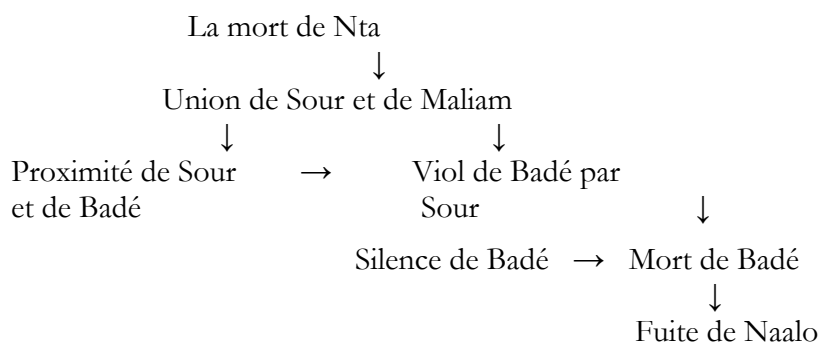 La mort de Nta
↓
Union de Sour et de Maliam
↓ ↓
Proximité de Sour → Viol de Badé par
et de Badé Sour ↓
Silence de Badé → Mort de Badé
↓
Fuite de Naalo